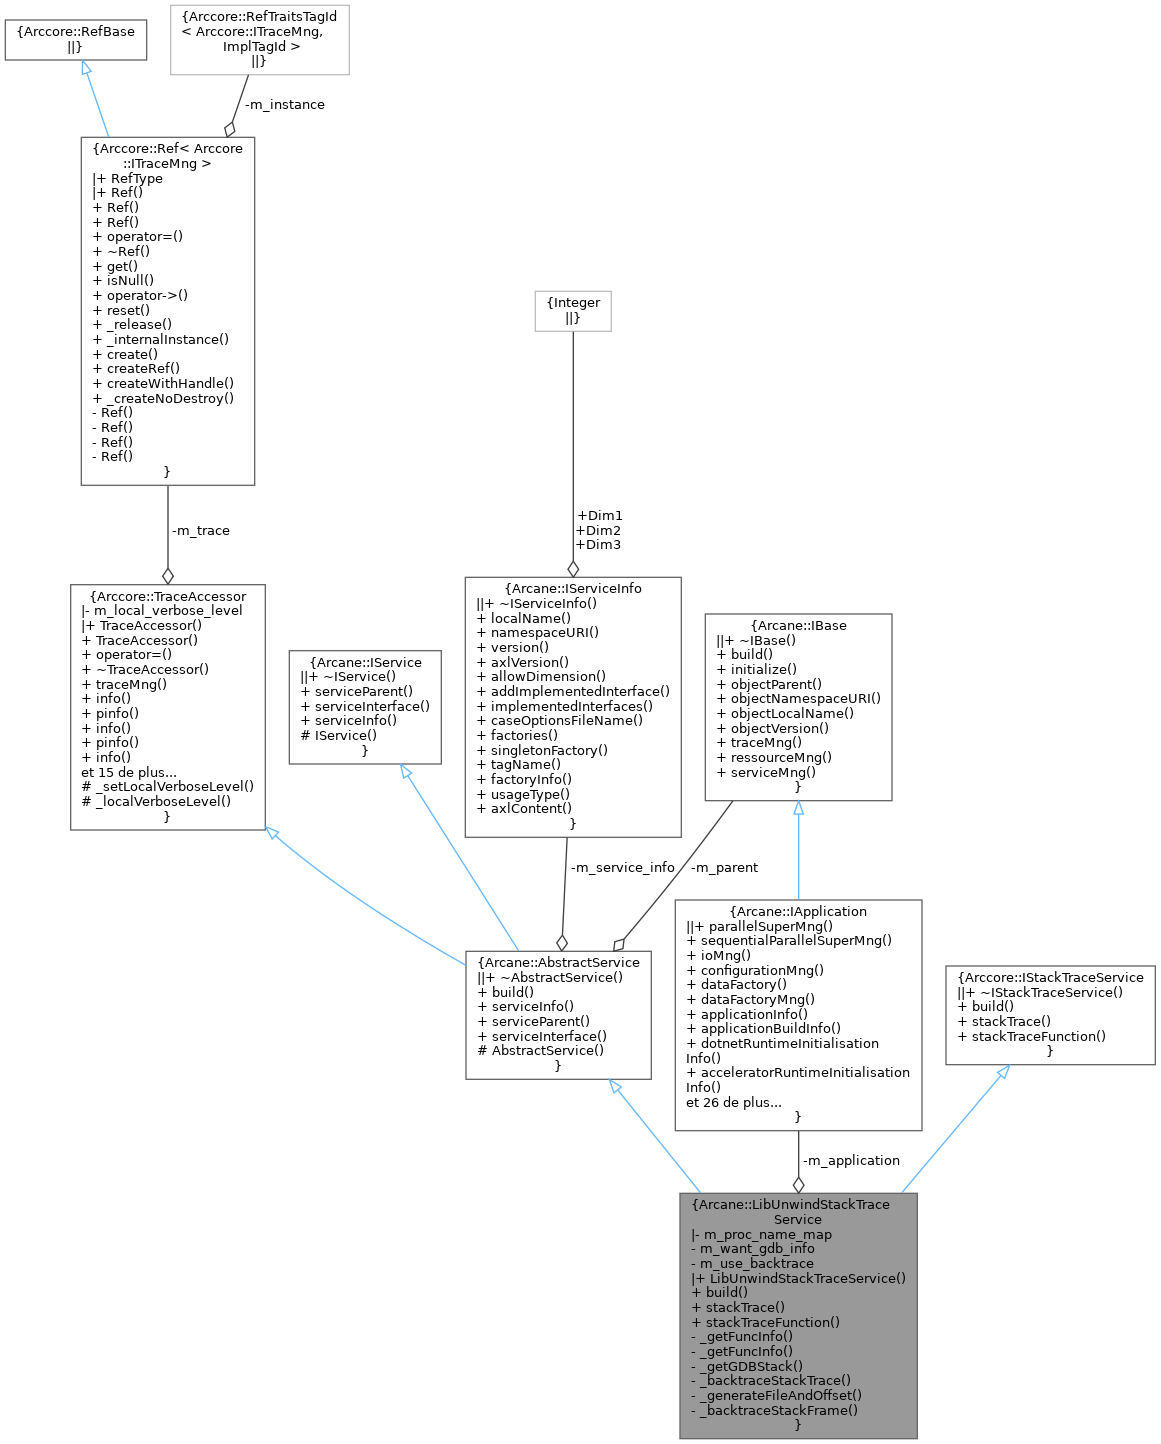 {Arccore::RefBase
||}
{Arccore::RefTraitsTagId
< Arccore::ITraceMng,
ImplTagId >
||}
-m_instance
{Arccore::Ref< Arccore
::ITraceMng >
|+ RefType
|+ Ref()
+ Ref()
+ Ref()
+ operator=()
+ ~Ref()
+ get()
+ isNull()
+ operator->()
+ reset()
+ _release()
+ _internalInstance()
+ create()
+ createRef()
+ createWithHandle()
+ _createNoDestroy()
- Ref()
- Ref()
- Ref()
- Ref()
}
-m_trace
{Integer
||}
+Dim1
+Dim2
+Dim3
{Arccore::TraceAccessor
|- m_local_verbose_level
|+ TraceAccessor()
+ TraceAccessor()
+ operator=()
+ ~TraceAccessor()
+ traceMng()
+ info()
+ pinfo()
+ info()
+ pinfo()
+ info()
et 15 de plus...
# _setLocalVerboseLevel()
# _localVerboseLevel()
}
{Arcane::IService
||+ ~IService()
+ serviceParent()
+ serviceInterface()
+ serviceInfo()
# IService()
}
{Arcane::IServiceInfo
||+ ~IServiceInfo()
+ localName()
+ namespaceURI()
+ version()
+ axlVersion()
+ allowDimension()
+ addImplementedInterface()
+ implementedInterfaces()
+ caseOptionsFileName()
+ factories()
+ singletonFactory()
+ tagName()
+ factoryInfo()
+ usageType()
+ axlContent()
}
{Arcane::IBase
||+ ~IBase()
+ build()
+ initialize()
+ objectParent()
+ objectNamespaceURI()
+ objectLocalName()
+ objectVersion()
+ traceMng()
+ ressourceMng()
+ serviceMng()
}
-m_service_info
-m_parent
{Arcane::AbstractService
||+ ~AbstractService()
+ build()
+ serviceInfo()
+ serviceParent()
+ serviceInterface()
# AbstractService()
}
{Arcane::IApplication
||+ parallelSuperMng()
+ sequentialParallelSuperMng()
+ ioMng()
+ configurationMng()
+ dataFactory()
+ dataFactoryMng()
+ applicationInfo()
+ applicationBuildInfo()
+ dotnetRuntimeInitialisation
Info()
+ acceleratorRuntimeInitialisation
Info()
et 26 de plus...
}
{Arccore::IStackTraceService
||+ ~IStackTraceService()
+ build()
+ stackTrace()
+ stackTraceFunction()
}
-m_application
{Arcane::LibUnwindStackTrace
Service
|- m_proc_name_map
- m_want_gdb_info
- m_use_backtrace
|+ LibUnwindStackTraceService()
+ build()
+ stackTrace()
+ stackTraceFunction()
- _getFuncInfo()
- _getFuncInfo()
- _getGDBStack()
- _backtraceStackTrace()
- _generateFileAndOffset()
- _backtraceStackFrame()
}